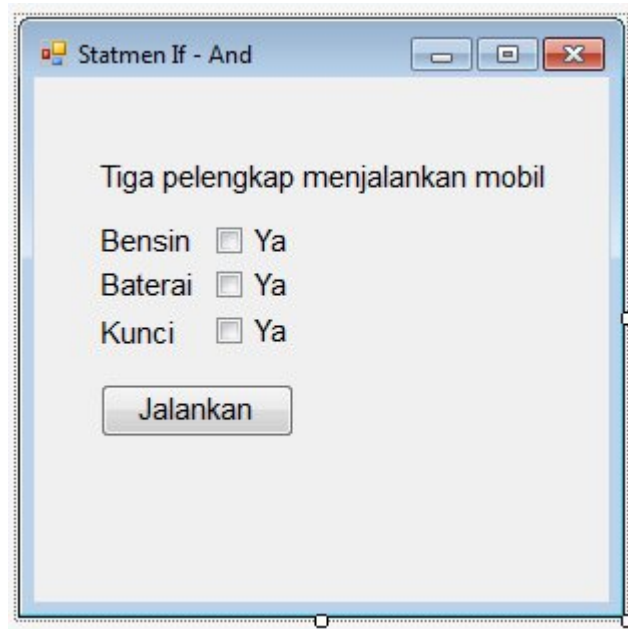 Statmen If - And
Tiga pelengkap menjalankan mobil
Bensin Ya
Baterai Ya
Kunci Ya
Jalankan